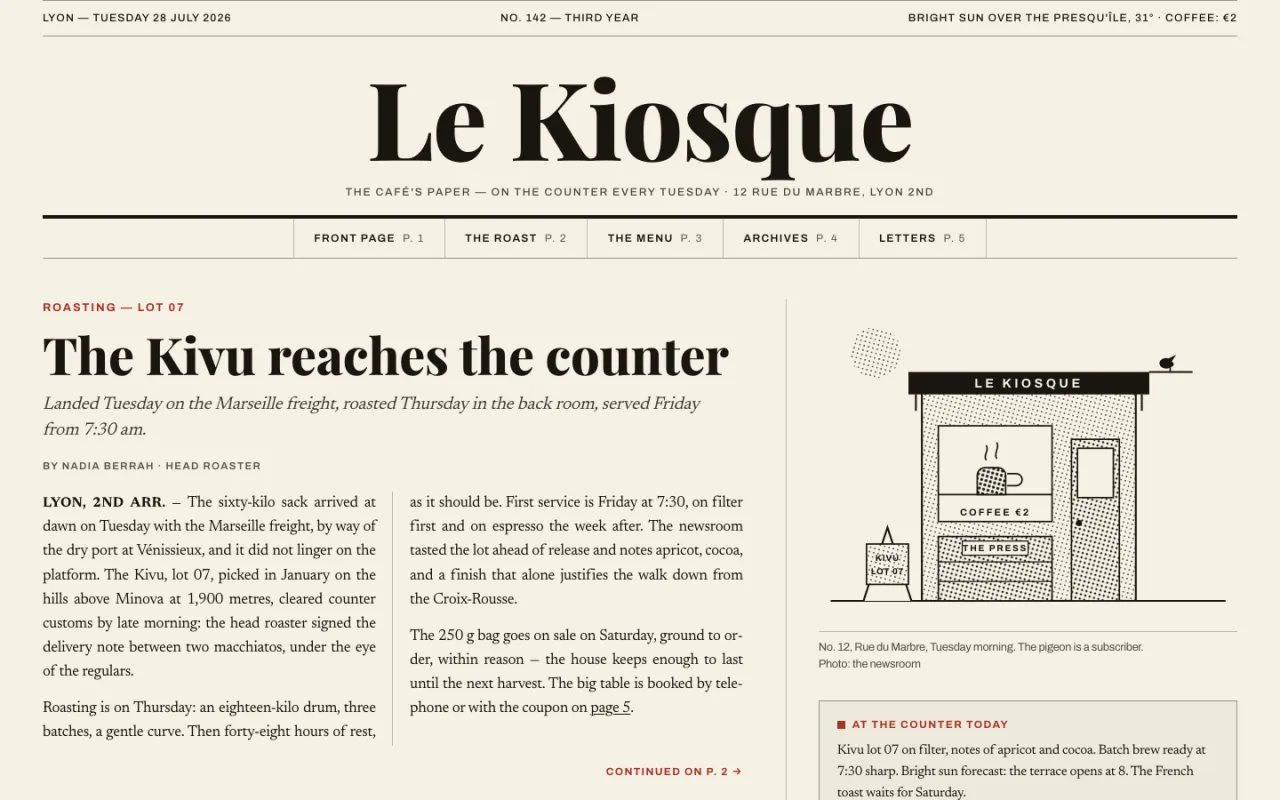 LYON — TUESDAY 28 JULY 2026
NO. 142 — THIRD YEAR
BRIGHT SUN OVER THE PRESQU'ÎLE, 31° · COFFEE: €2
Le Kiosque
THE CAFÉ'S PAPER — ON THE COUNTER EVERY TUESDAY · 12 RUE DU MARBRE, LYON 2ND
FRONT PAGE P. 1
THE ROAST P. 2
THE MENU P. 3
ARCHIVES P. 4
LETTERS P. 5
ROASTING — LOT 07
The Kivu reaches the counter
Landed Tuesday on the Marseille freight, roasted Thursday in the back room, served Friday
from 7:30 am.
BY NADIA BERRAH · HEAD ROASTER
LYON, 2ND ARR. — The sixty-kilo sack arrived at
dawn on Tuesday with the Marseille freight, by way of
the dry port at Vénissieux, and it did not linger on the
platform. The Kivu, lot 07, picked in January on the
hills above Minova at 1,900 metres, cleared counter
customs by late morning: the head roaster signed the
delivery note between two macchiatos, under the eye
of the regulars.
Roasting is on Thursday: an eighteen-kilo drum, three
batches, a gentle curve. Then forty-eight hours of rest,
as it should be. First service is Friday at 7:30, on filter
first and on espresso the week after. The newsroom
tasted the lot ahead of release and notes apricot, cocoa,
and a finish that alone justifies the walk down from
the Croix-Rousse.
The 250 g bag goes on sale on Saturday, ground to or-
der, within reason — the house keeps enough to last
until the next harvest. The big table is booked by tele-
phone or with the coupon on page 5.
CONTINUED ON P. 2 →
LE KIOSQUE
COFFEE €2
THE PRESS
KIVU
LOT 07
No. 12, Rue du Marbre, Tuesday morning. The pigeon is a subscriber.
Photo: the newsroom
AT THE COUNTER TODAY
Kivu lot 07 on filter, notes of apricot and cocoa. Batch brew ready at
7:30 sharp. Bright sun forecast: the terrace opens at 8. The French
toast waits for Saturday.